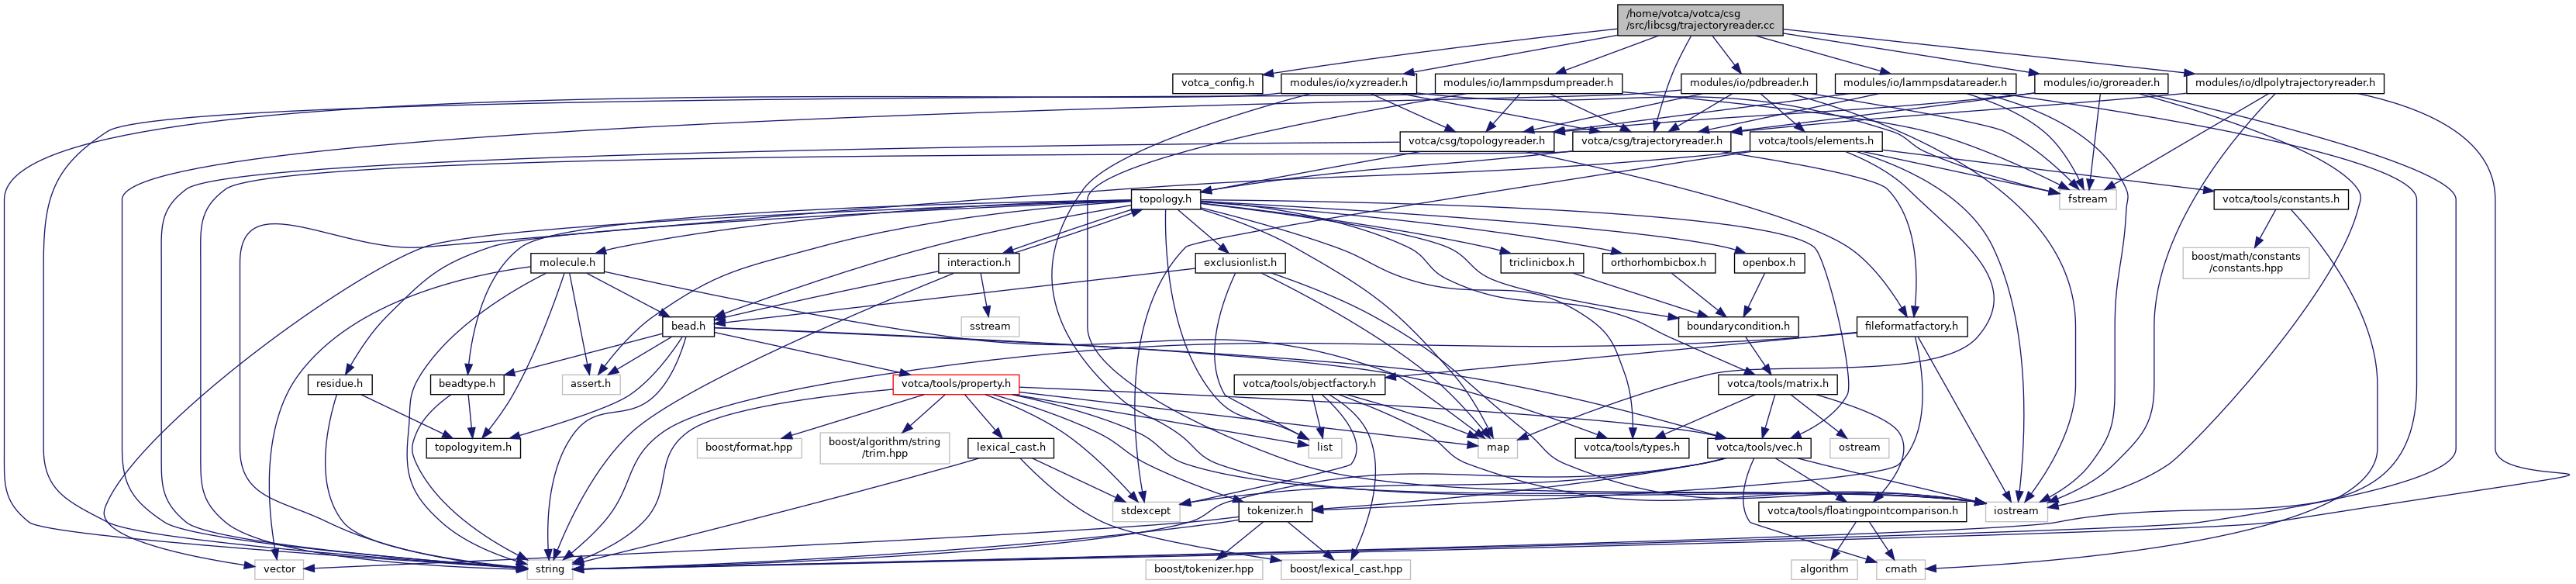 /home/votca/votca/csg
/src/libcsg/trajectoryreader.cc
votca_config.h
modules/io/xyzreader.h
modules/io/lammpsdumpreader.h
modules/io/pdbreader.h
modules/io/lammpsdatareader.h
modules/io/groreader.h
modules/io/dlpolytrajectoryreader.h
votca/csg/topologyreader.h
votca/csg/trajectoryreader.h
votca/tools/elements.h
topology.h
fstream
votca/tools/constants.h
molecule.h
interaction.h
exclusionlist.h
triclinicbox.h
orthorhombicbox.h
openbox.h
boost/math/constants
/constants.hpp
bead.h
sstream
boundarycondition.h
fileformatfactory.h
residue.h
beadtype.h
assert.h
votca/tools/property.h
votca/tools/objectfactory.h
votca/tools/matrix.h
topologyitem.h
boost/format.hpp
boost/algorithm/string
/trim.hpp
lexical_cast.h
list
map
votca/tools/types.h
votca/tools/vec.h
ostream
stdexcept
tokenizer.h
votca/tools/floatingpointcomparison.h
iostream
vector
string
boost/tokenizer.hpp
boost/lexical_cast.hpp
algorithm
cmath